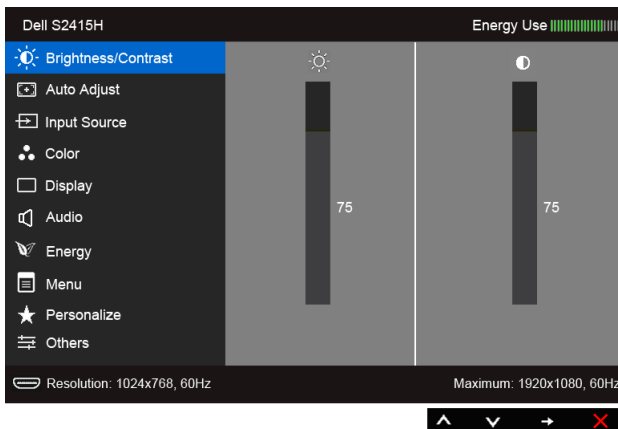 Dell S2415H Energy Use
Brightness/Contrast
Auto Adjust
Input Source
Color
Display
Audio
75 75
Energy
Menu
Personalize
Others
Resolution: 1024x768, 60Hz Maximum: 1920x1080, 60Hz